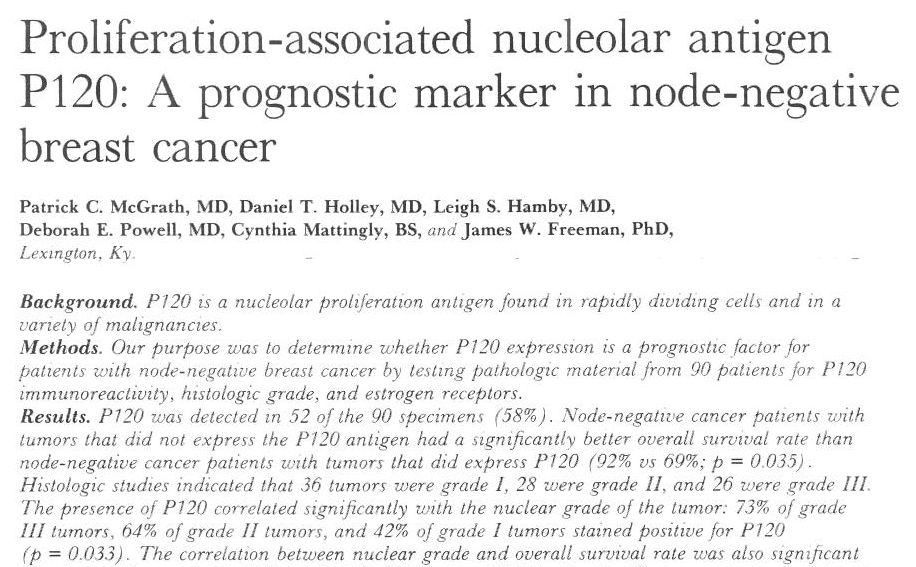 Proliferation-associated nucleolar antigen
P120: A prognostic marker in node-negative
breast cancer
Patrick C. McGrath, MD, Daniel T. Holley, MD, Leigh S. Hamby, MD,
Deborah E. Powell, MD, Cynthia Mattingly, BS, and James W. Freeman, PhD,
Lexington, Ky.
Background. P120 is a nucleolar proliferation antigen found in rapidly dividing cells and in a
variety of malignancies.
Methods. Our purpose was to determine whether P120 expression is a prognostic factor for
patients with node-negative breast cancer by testing pathologic material from 90 patients for P120
immunoreactivity, histologic grade, and estrogen receptors.
Results. P120 was detected in 52 of the 90 specimens (58%). Node-negative cancer patients with
tumors that did not express the P120 antigen had a significantly better overall survival rate than
node-negative cancer patients with tumors that did express P120 (92% vs 69%; p = 0.035).
Histologic studies indicated that 36 tumors were grade I, 28 were grade II, and 26 were grade III.
The presence of P120 correlated significantly with the nuclear grade of the tumor: 73% of grade
III tumors, 64% of grade II tumors, and 42% of grade I tumors stained positive for P120
(p = 0.033). The correlation between nuclear grade and overall survival rate was also significant